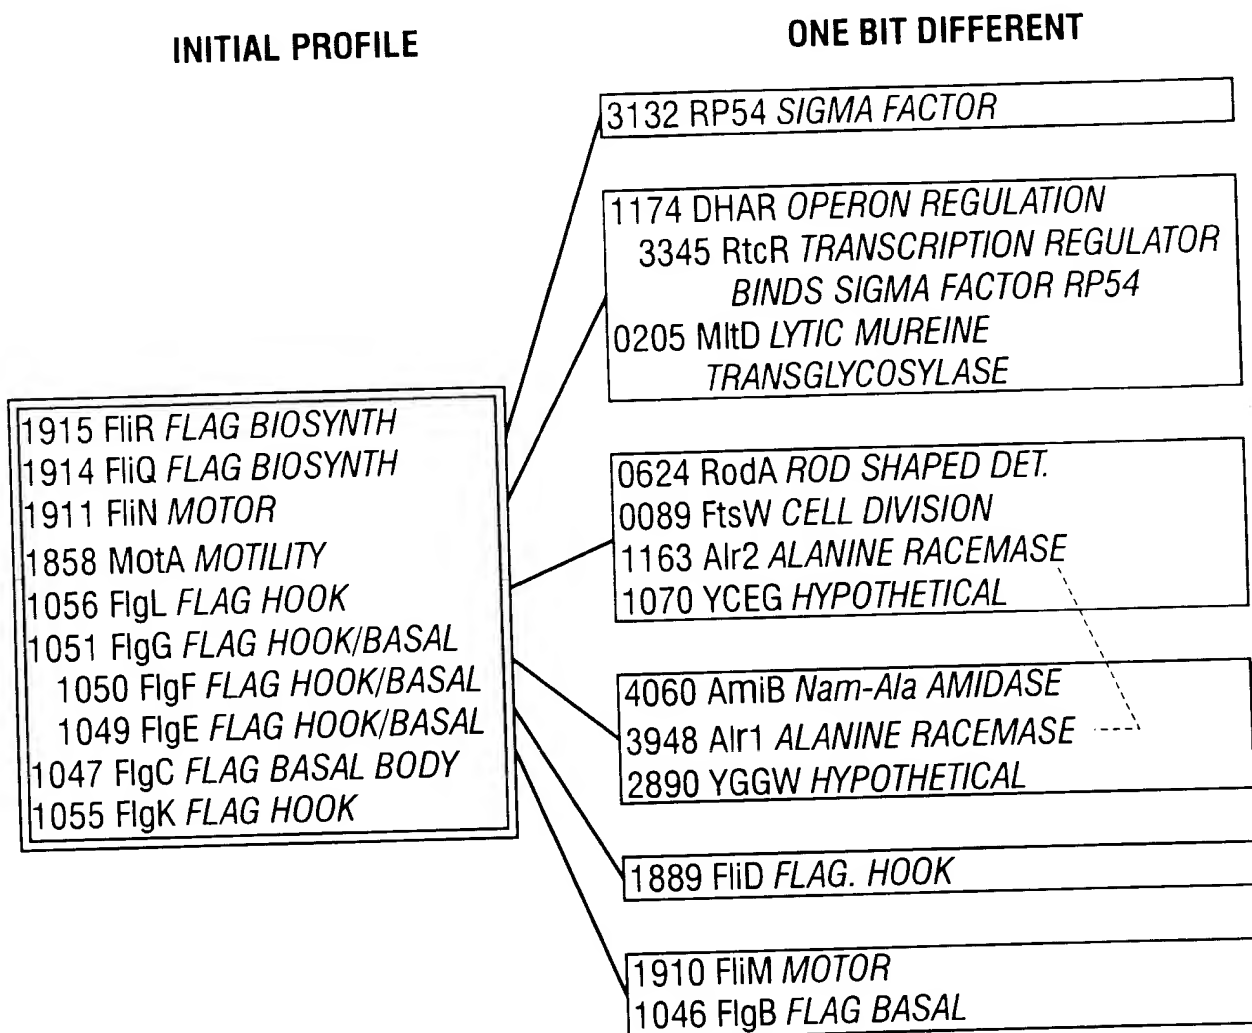 INITIAL PROFILE
ONE BIT DIFFERENT
1915 FliR FLAG BIOSYNTH
1914 FliQ FLAG BIOSYNTH
1911 FliN MOTOR
1858 MotA MOTILITY
1056 FlgL FLAG HOOK
1051 FlgG FLAG HOOK/BASAL
1050 FlgF FLAG HOOK/BASAL
1049 FlgE FLAG HOOK/BASAL
1047 FlgC FLAG BASAL BODY
1055 FlgK FLAG HOOK
3132 RP54 SIGMA FACTOR
1174 DHAR OPERON REGULATION
3345 RtcR TRANSCRIPTION REGULATOR
BINDS SIGMA FACTOR RP54
0205 MltD LYTIC MUREINE
TRANSGLYCOSYLASE
0624 RodA ROD SHAPED DET.
0089 FtsW CELL DIVISION
1163 Alr2 ALANINE RACEMASE
1070 YCEG HYPOTHETICAL
4060 AmiB Nam-Ala AMIDASE
3948 Alr1 ALANINE RACEMASE
2890 YGGW HYPOTHETICAL
1889 FliD FLAG. HOOK
1910 FliM MOTOR
1046 FlgB FLAG BASAL